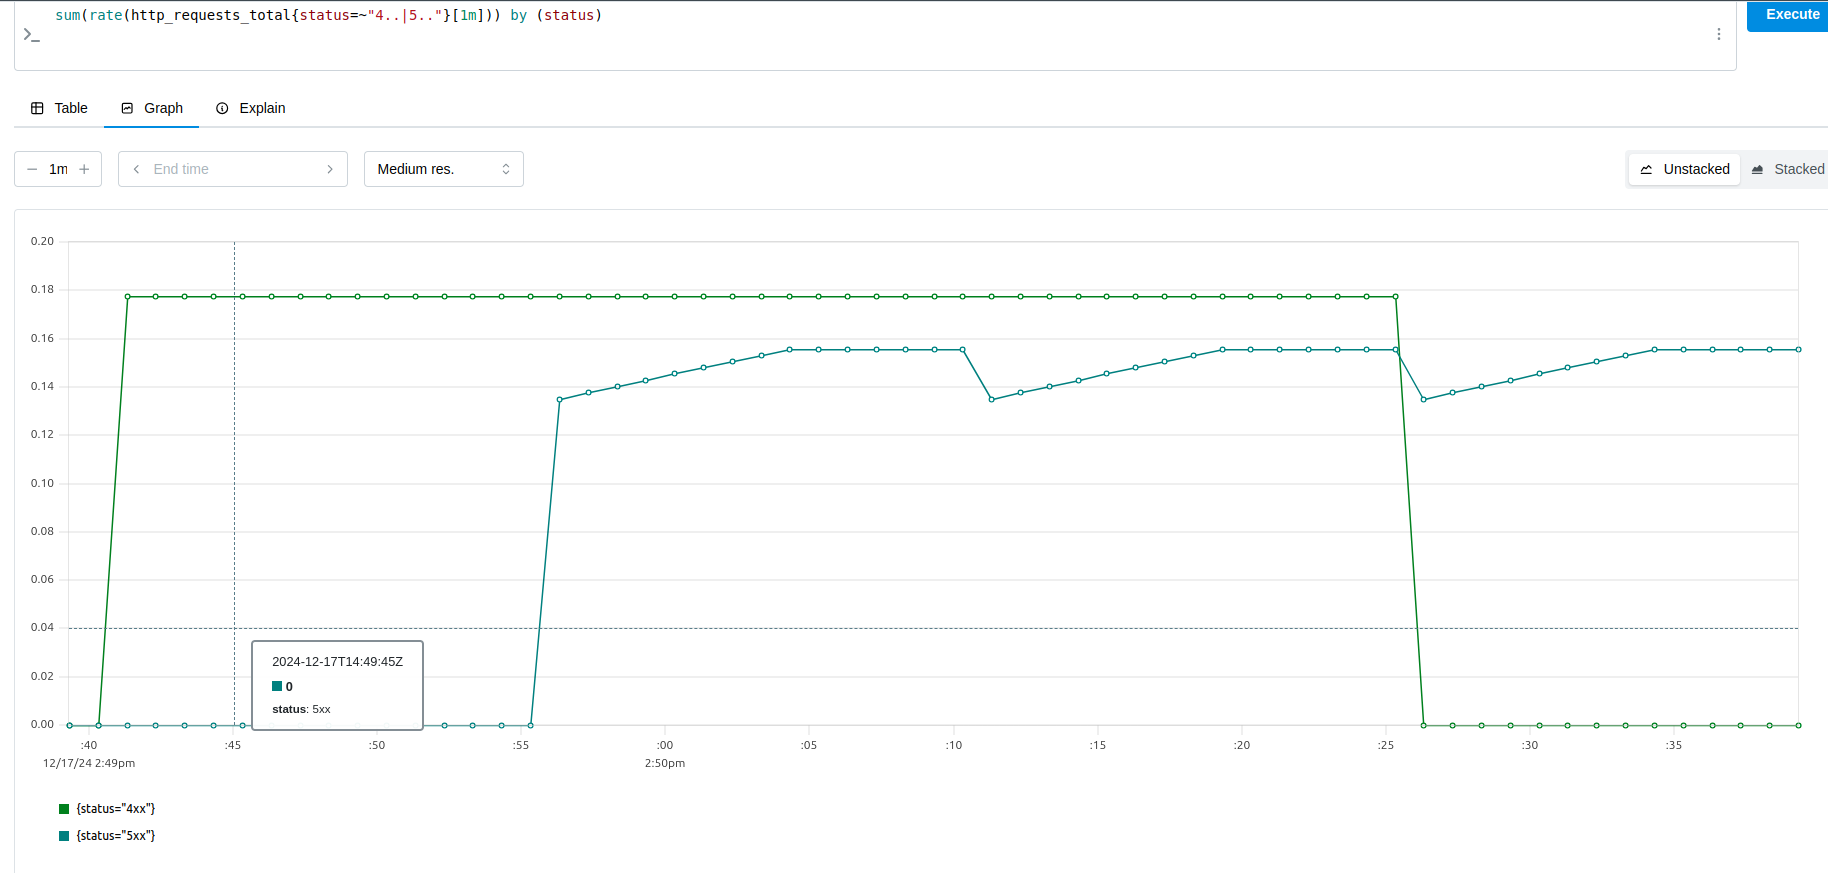 sum(rate(http_requests_total{status=~"4..|5.."}[1m])) by (status)
Execute
Table Graph Explain
1m End time Medium res. Unstacked Stacked
0.20
0.18
0.16
0.14
0.12
0.10
0.08
0.06
0.04
0.02
0.00
2024-12-17T14:49:45Z
0
status: 5xx
:40 :45 :50 :55 :00 :05 :10 :15 :20 :25 :30 :35
12/17/24 2:49pm 2:50pm
{status="4xx"}
{status="5xx"}